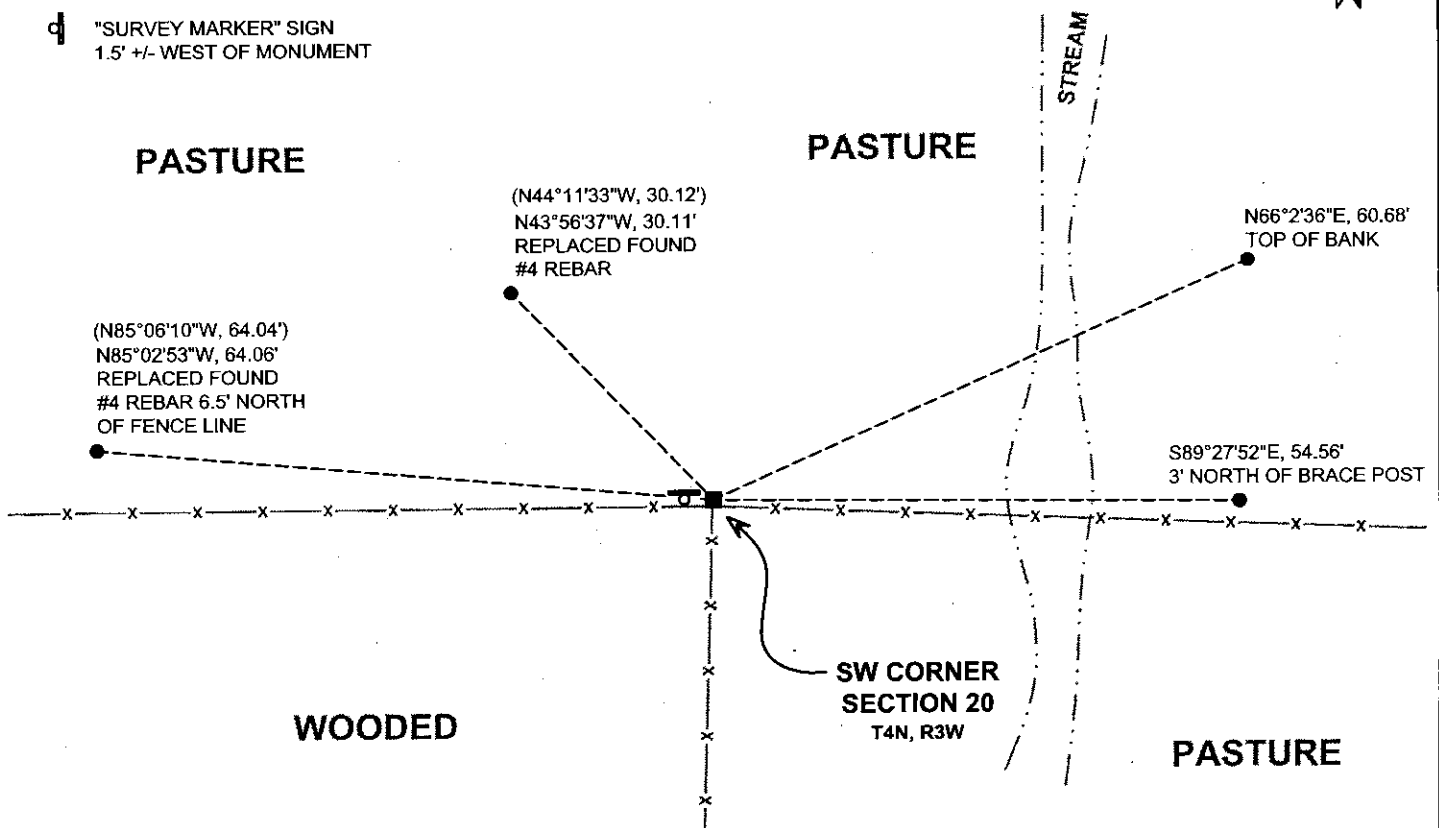 "SURVEY MARKER" SIGN
1.5' +/- WEST OF MONUMENT
STREAM
PASTURE
PASTURE
(N44°11'33"W, 30.12')
N43°56'37"W, 30.11'
REPLACED FOUND
#4 REBAR
N66°2'36"E, 60.68'
TOP OF BANK
(N85°06'10"W, 64.04')
N85°02'53"W, 64.06'
REPLACED FOUND
#4 REBAR 6.5' NORTH
OF FENCE LINE
S89°27'52"E, 54.56'
3' NORTH OF BRACE POST
SW CORNER
SECTION 20
T4N, R3W
WOODED
PASTURE